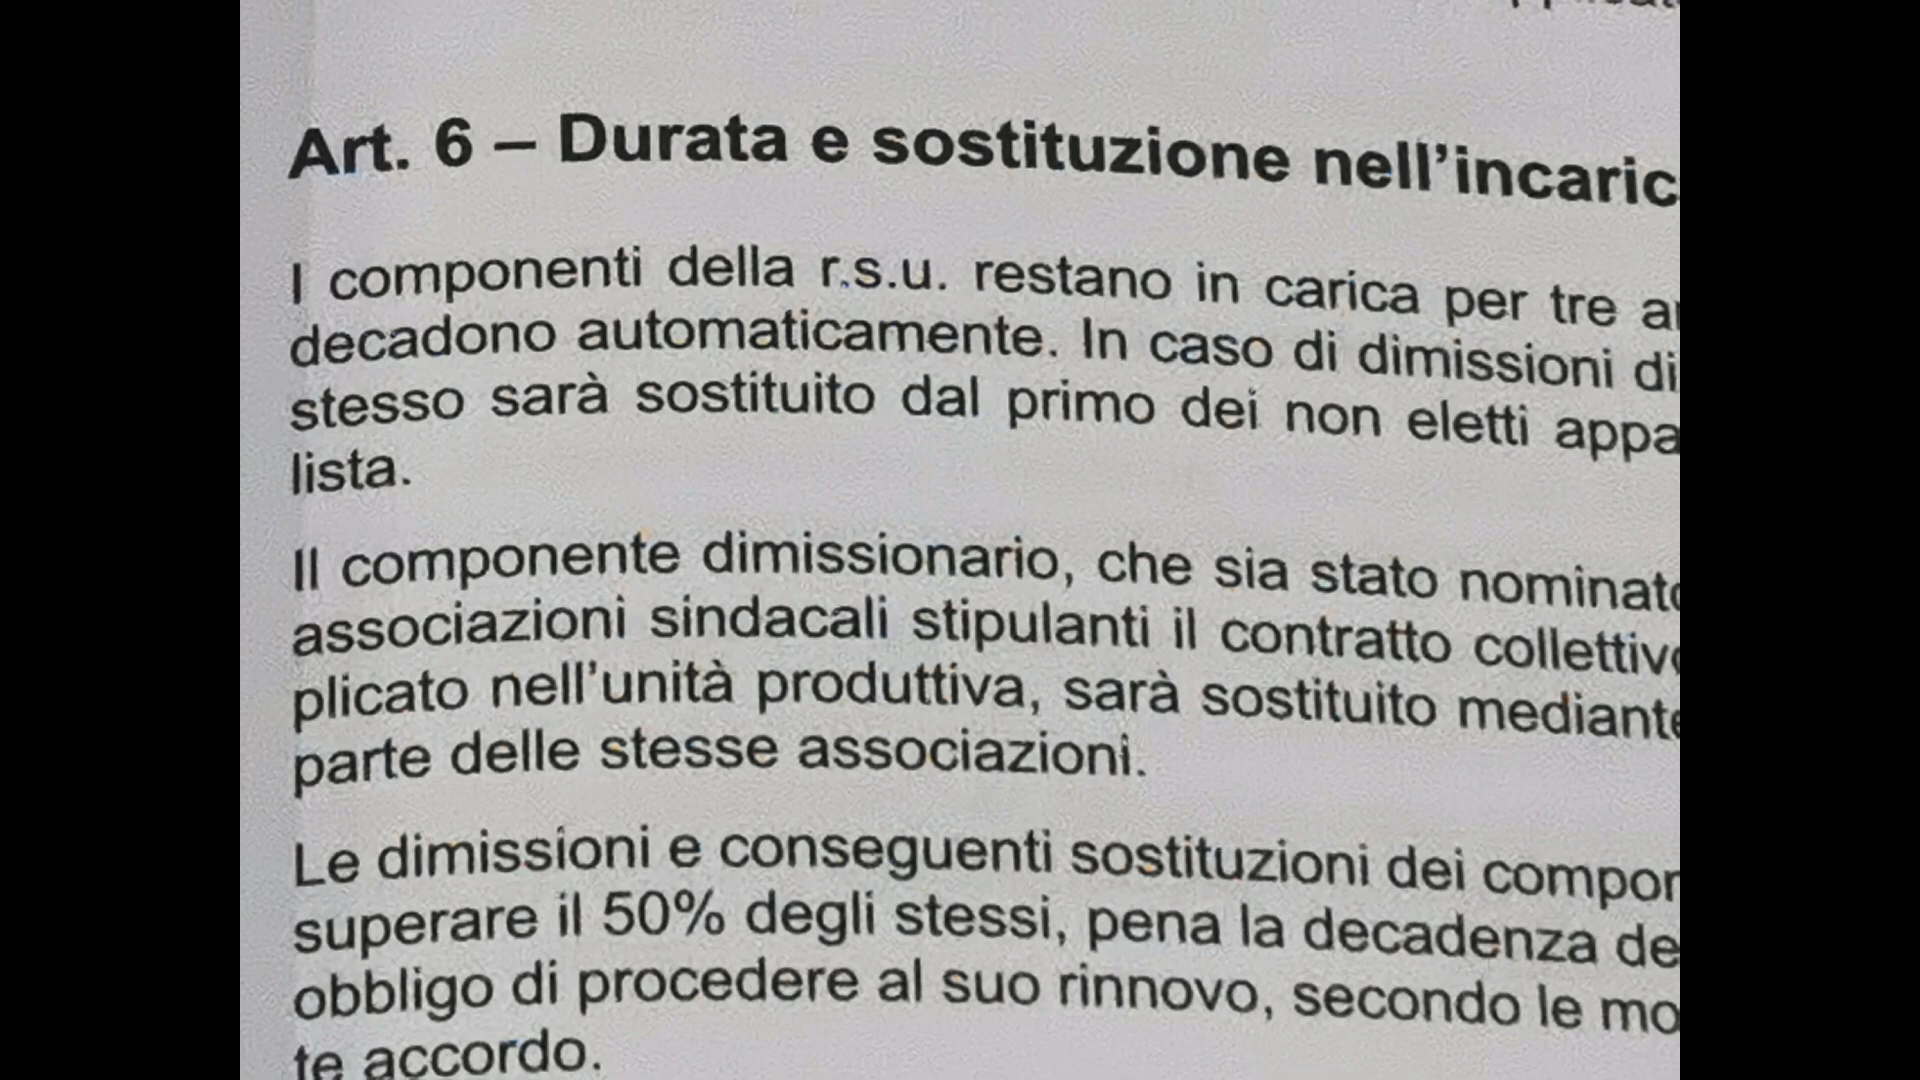 Art. 6 – Durata e sostituzione nell'incaric
I componenti della r.s.u. restano in carica per tre a
decadono automaticamente. In caso di dimissioni di
stesso sarà sostituito dal primo dei non eletti appa
lista.
Il componente dimissionario, che sia stato nominato
associazioni sindacali stipulanti il contratto collettivo
plicato nell'unità produttiva, sarà sostituito mediante
parte delle stesse associazioni.
Le dimissioni e conseguenti sostituzioni dei compon
superare il 50% degli stessi, pena la decadenza de
obbligo di procedere al suo rinnovo, secondo le mo
te accordo.